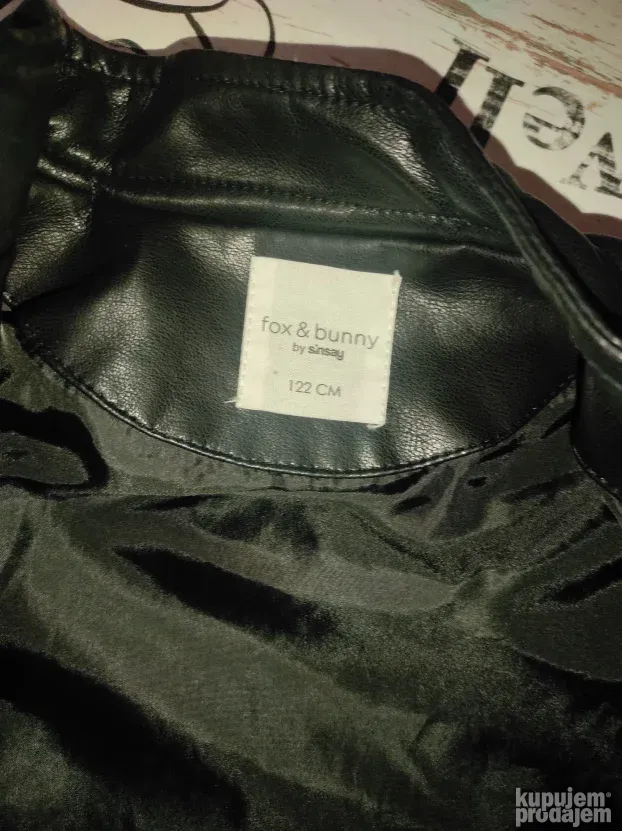 fox & bunny
by sinsay
122 CM
kupujem
prodajem